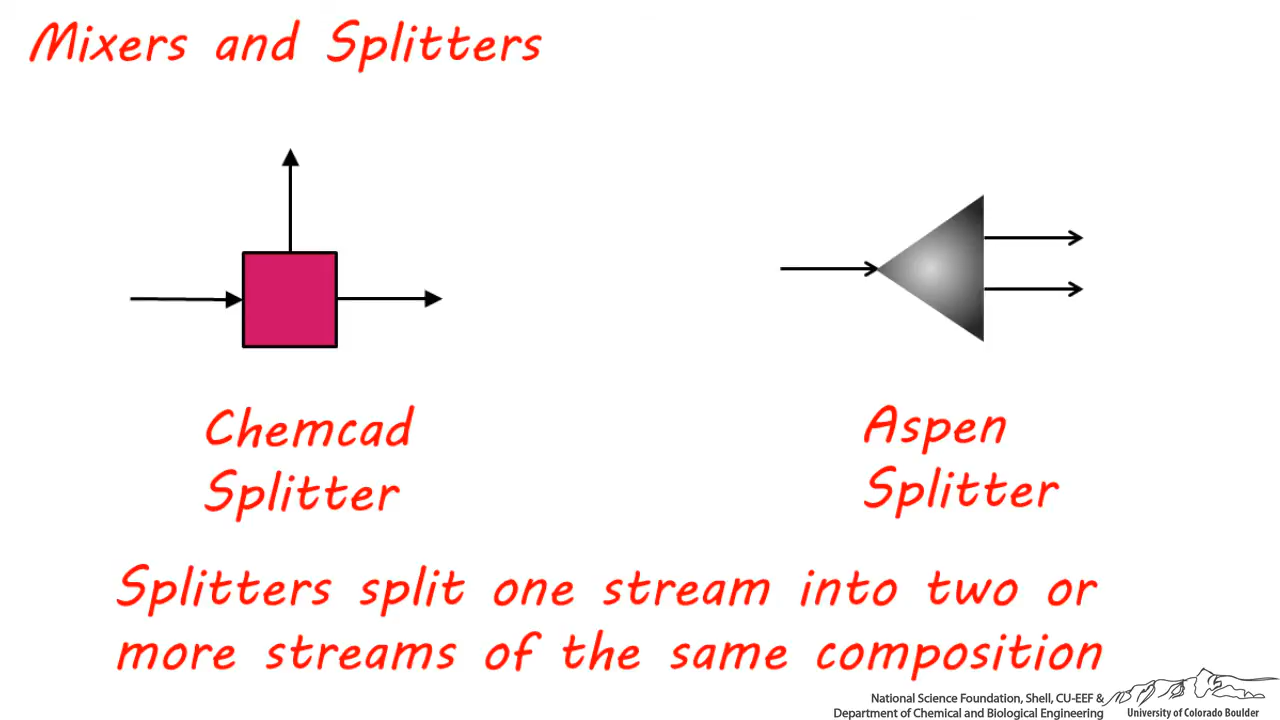 Mixers and Splitters
Chemcad
Splitter
Aspen
Splitter
Splitters split one stream into two or
more streams of the same composition
National Science Foundation, Shell, CU-EEF &
Department of Chemical and Biological Engineering
University of Colorado Boulder